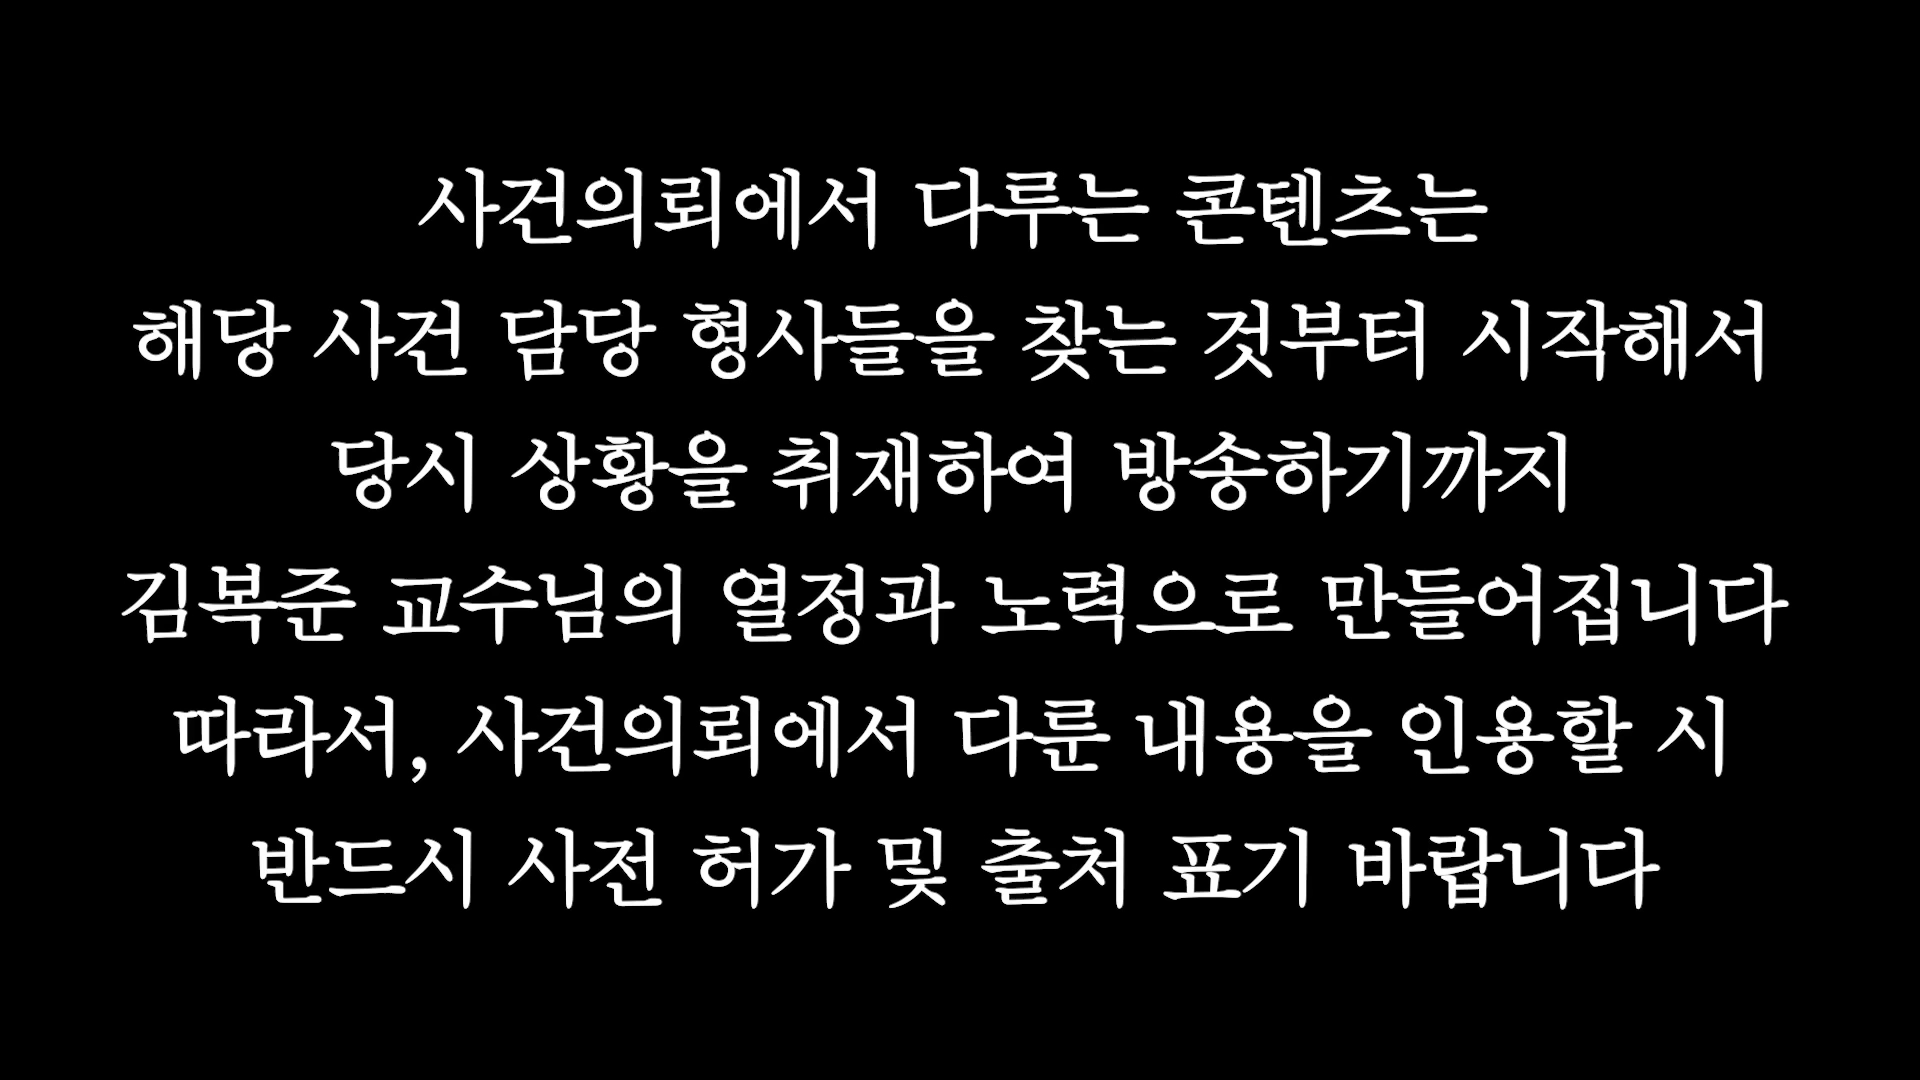 사건의뢰에서 다루는 콘텐츠는
해당 사건 담당 형사들을 찾는 것부터 시작해서
당시 상황을 취재하여 방송하기까지
김복준 교수님의 열정과 노력으로 만들어집니다
따라서, 사건의뢰에서 다룬 내용을 인용할 시
반드시 사전 허가 및 출처 표기 바랍니다